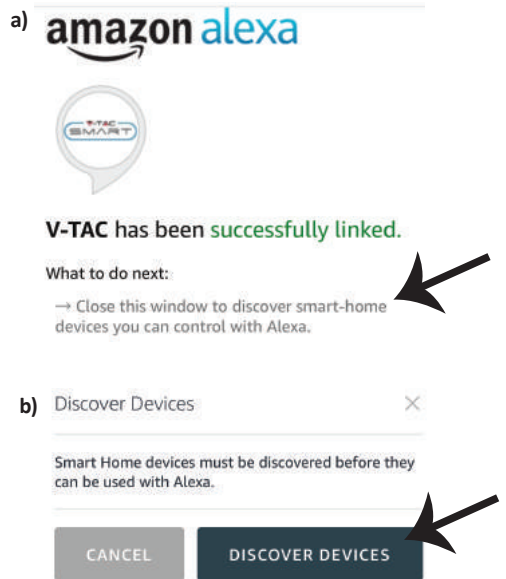 a)
amazon alexa
V-TAC
SMART
V-TAC has been successfully linked.
What to do next:
→ Close this window to discover smart-home
devices you can control with Alexa.
b) Discover Devices
Smart Home devices must be discovered before they
can be used with Alexa.
CANCEL DISCOVER DEVICES